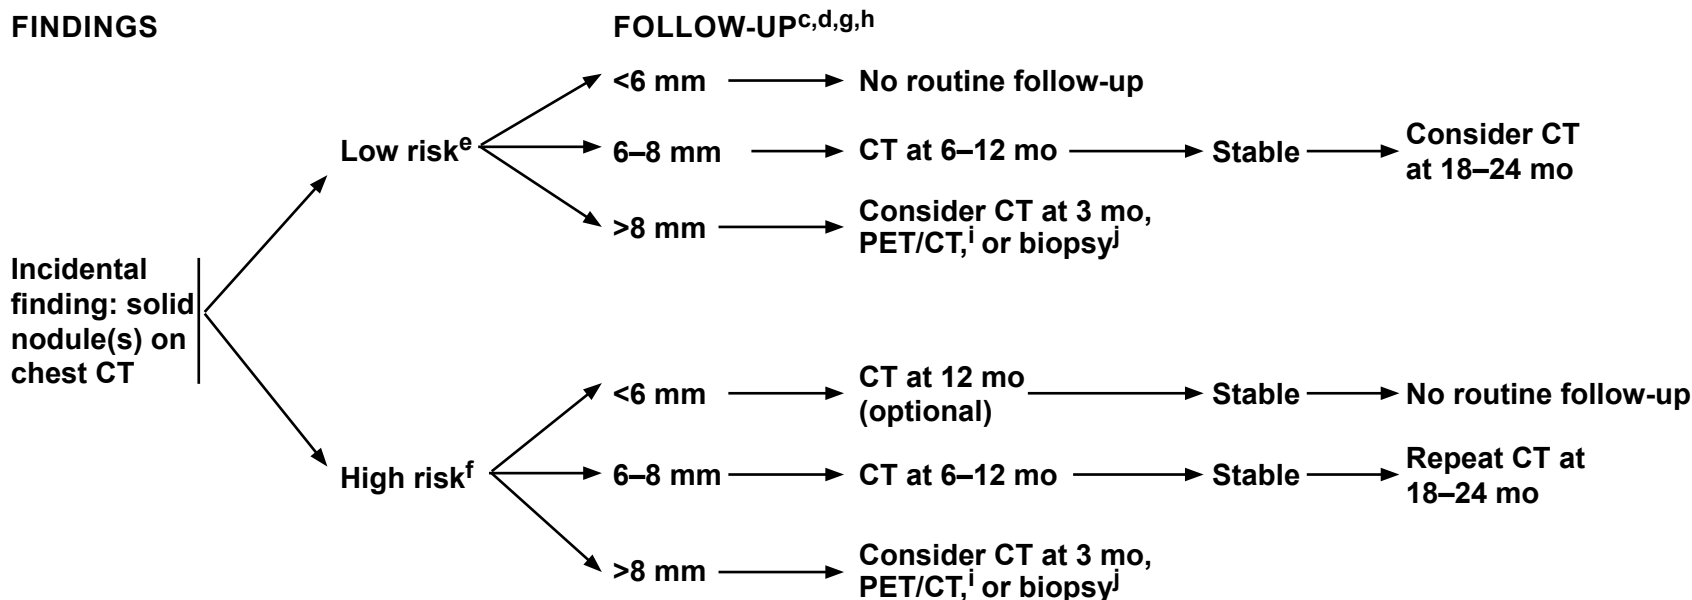 FINDINGS
FOLLOW-UPc,d,g,h
<6 mm
No routine follow-up
Low riske
6–8 mm
CT at 6–12 mo
Stable
Consider CT
at 18–24 mo
>8 mm
Consider CT at 3 mo,
PET/CT,i or biopsyj
Incidental
finding: solid
nodule(s) on
chest CT
<6 mm
CT at 12 mo
(optional)
Stable
No routine follow-up
High riskf
6–8 mm
CT at 6–12 mo
Stable
Repeat CT at
18–24 mo
>8 mm
Consider CT at 3 mo,
PET/CT,i or biopsyj